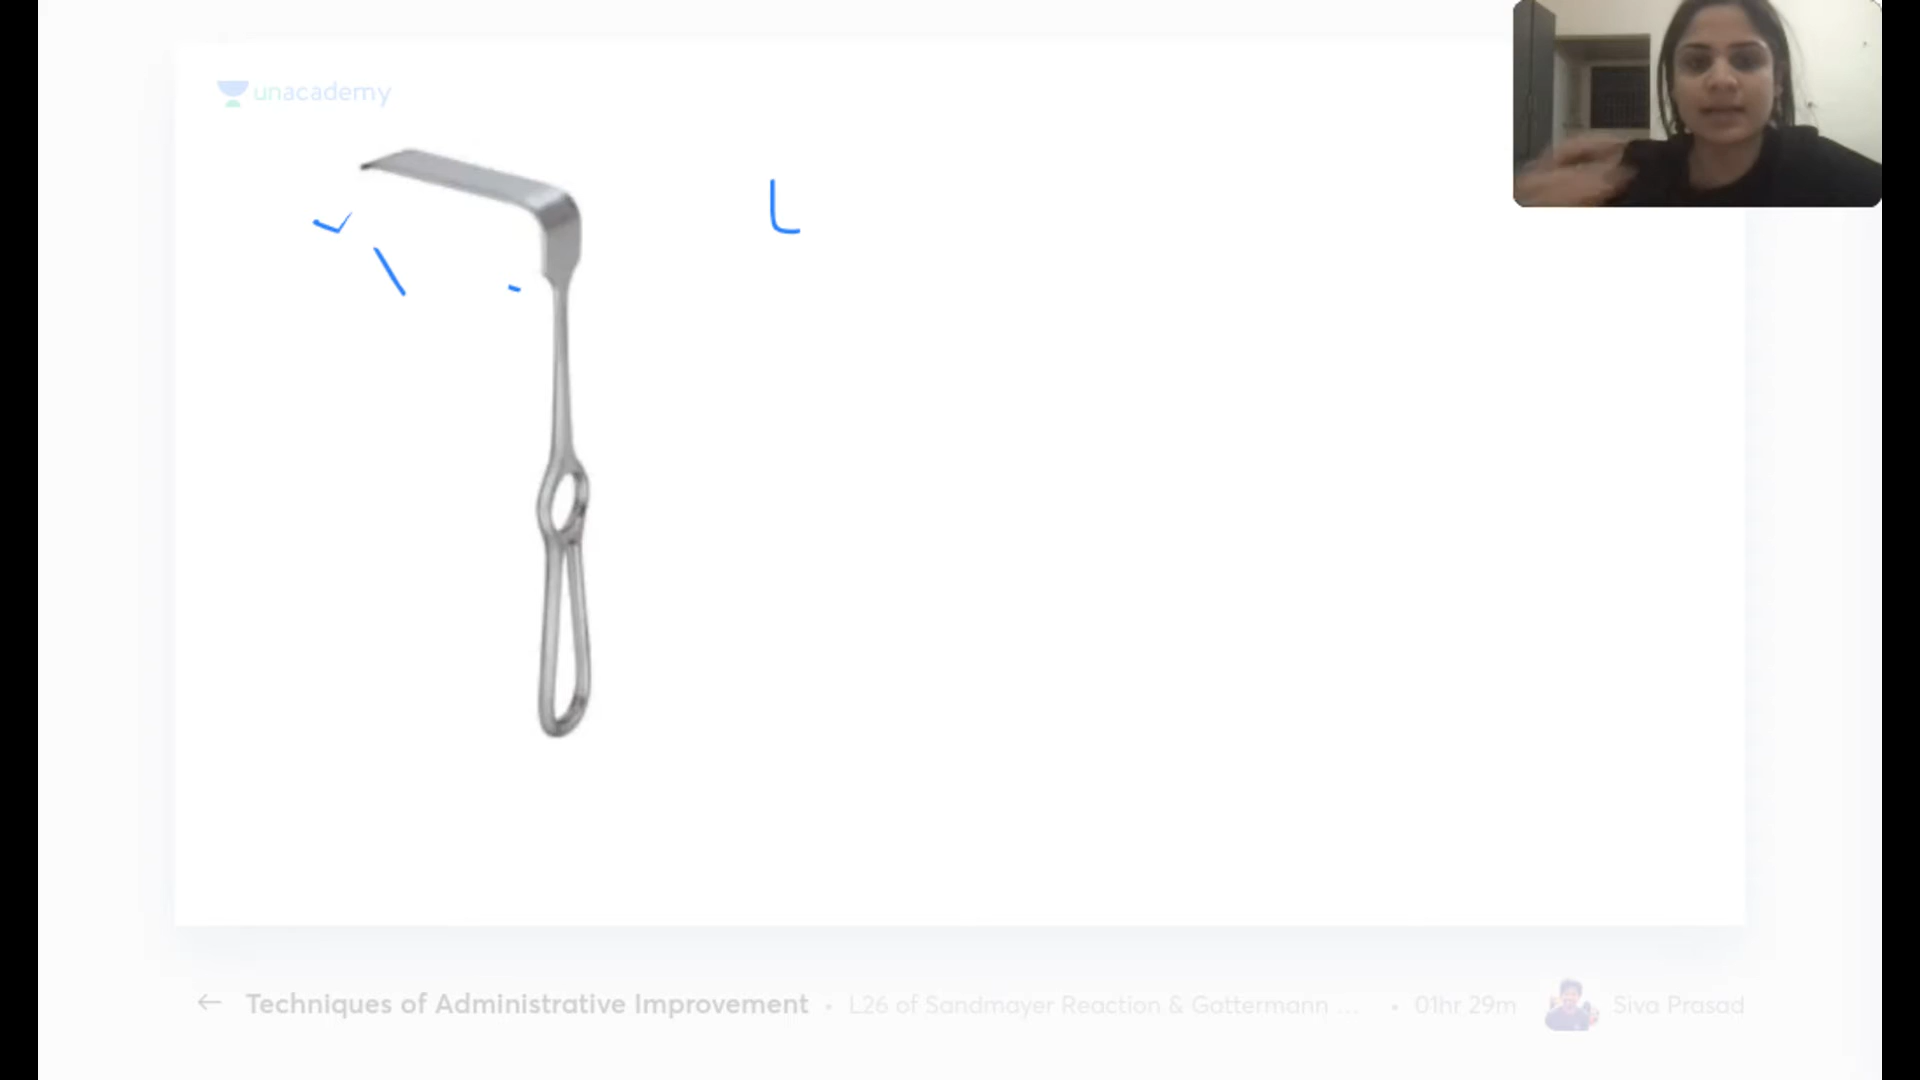 unacademy
L
Techniques of Administrative Improvement • L26 of Sandmayer Reaction & Gattermann ... • 01hr 29m Siva Prasad